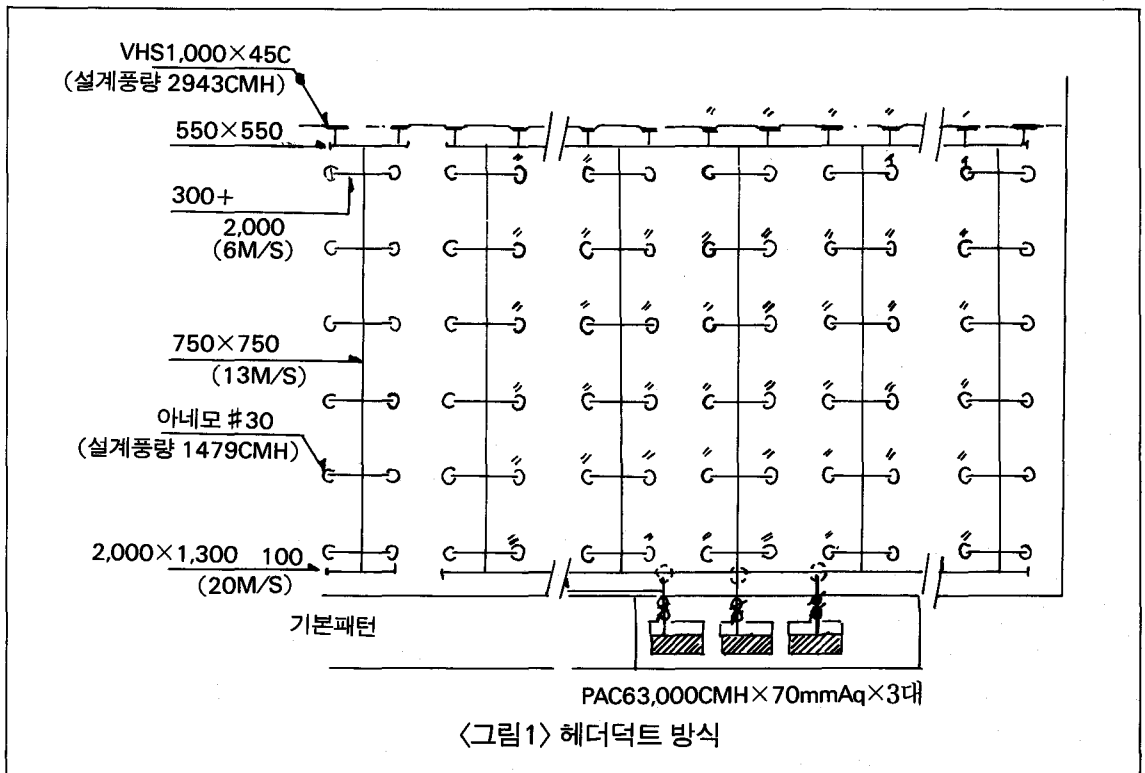 VHS1,000×45C
(설계풍량 2943CMH)
550×550
300+
2,000
(6M/S)
750×750
(13M/S)
아네모 #30
(설계풍량 1479CMH)
2,000×1,300 100
(20M/S)
기본패턴
PAC63,000CMH×70mmAq×3대
〈그림1〉 헤더덕트 방식